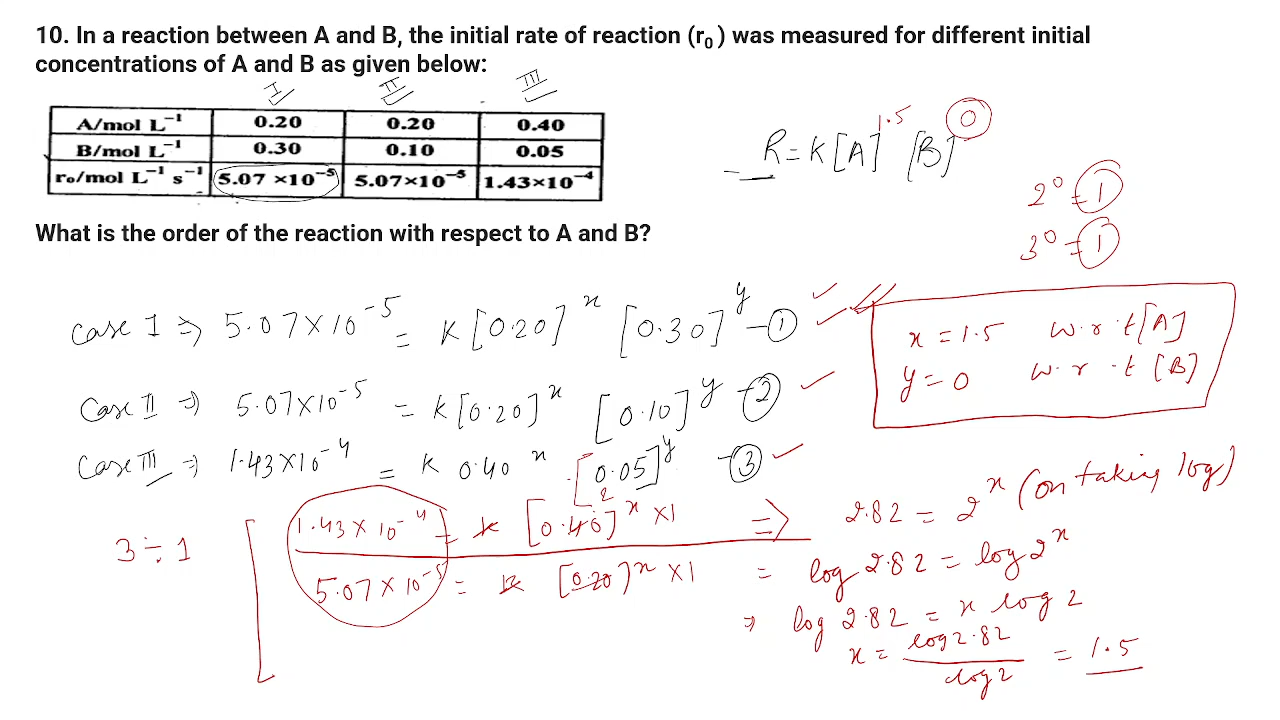 10. In a reaction between A and B, the initial rate of reaction (r₀) was measured for different initial
concentrations of A and B as given below:
I II III
A/mol L⁻¹ 0.20 0.20 0.40
B/mol L⁻¹ 0.30 0.10 0.05
r₀/mol L⁻¹ s⁻¹ 5.07 ×10⁻⁵ 5.07×10⁻⁵ 1.43×10⁻⁴
R = K[A]^1.5 [B]^0
2° = 1
3° = 1
What is the order of the reaction with respect to A and B?
Case I ⇒ 5.07 × 10⁻⁵ = K[0.20]^x [0.30]^y – ①
Case II ⇒ 5.07×10⁻⁵ = K[0.20]^x [0.10]^y – ②
Case III ⇒ 1.43×10⁻⁴ = K 0.40^x . [0.05]^y – ③
x = 1.5 w.r.t [A]
y = 0 w.r.t [B]
3 ÷ 1
1.43 × 10⁻⁴ = K [0.40]^x × 1
2
5.07 × 10⁻⁵ = K [0.20]^x × 1
⇒ 2.82 = 2^x (on taking log)
= log 2.82 = log 2^x
⇒ log 2.82 = x log 2
x = log 2.82 / log 2 = 1.5